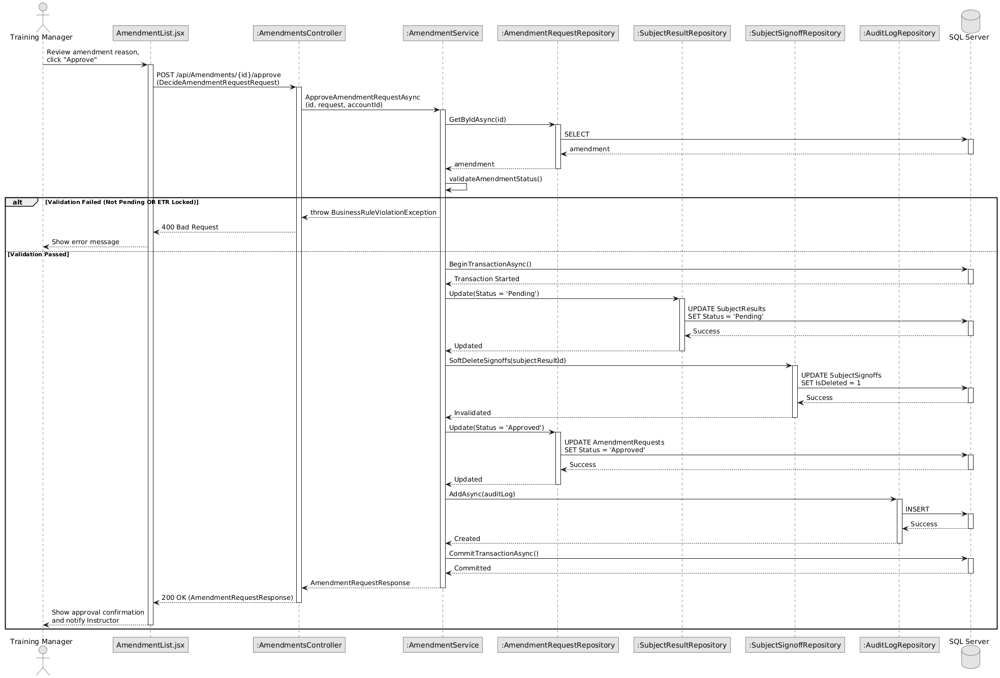 Training Manager
AmendmentList.jsx
:AmendmentsController
:AmendmentService
:AmendmentRequestRepository
:SubjectResultRepository
:SubjectSignoffRepository
:AuditLogRepository
SQL Server
Review amendment reason,
click "Approve"
POST /api/Amendments/{id}/approve
(DecideAmendmentRequestRequest)
ApproveAmendmentRequestAsync
(id, request, accountId)
GetByIdAsync(id)
SELECT
amendment
amendment
validateAmendmentStatus()
alt
[Validation Failed (Not Pending OR ETR Locked)]
throw BusinessRuleViolationException
400 Bad Request
Show error message
[Validation Passed]
BeginTransactionAsync()
Transaction Started
Update(Status = 'Pending')
UPDATE SubjectResults
SET Status = 'Pending'
Success
Updated
SoftDeleteSignoffs(subjectResultId)
UPDATE SubjectSignoffs
SET IsDeleted = 1
Success
Invalidated
Update(Status = 'Approved')
UPDATE AmendmentRequests
SET Status = 'Approved'
Success
Updated
AddAsync(auditLog)
INSERT
Success
Created
CommitTransactionAsync()
Committed
AmendmentRequestResponse
200 OK (AmendmentRequestResponse)
Show approval confirmation
and notify Instructor
Training Manager
AmendmentList.jsx
:AmendmentsController
:AmendmentService
:AmendmentRequestRepository
:SubjectResultRepository
:SubjectSignoffRepository
:AuditLogRepository
SQL Server